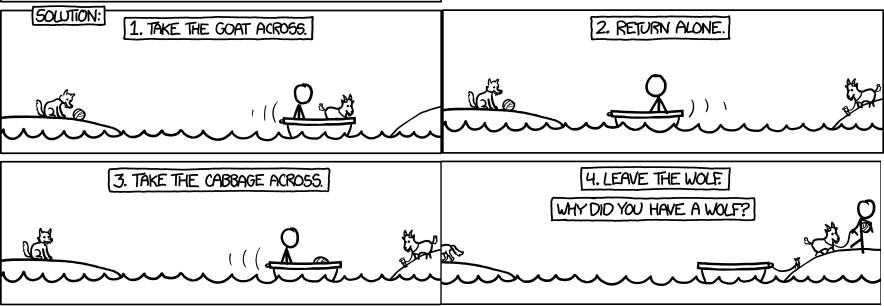 SOLUTION:
1. TAKE THE GOAT ACROSS.
2. RETURN ALONE.
3. TAKE THE CABBAGE ACROSS.
4. LEAVE THE WOLF.
WHY DID YOU HAVE A WOLF?